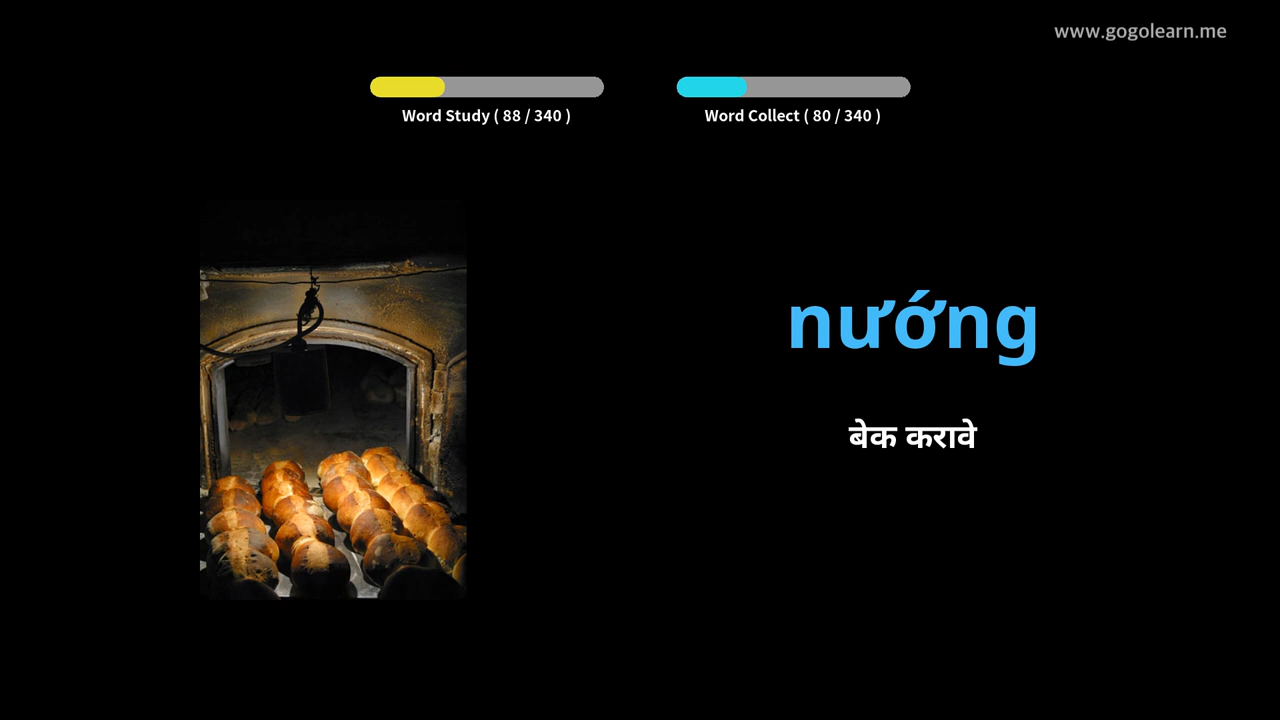 www.gogolearn.me
Word Study ( 88 / 340 )
Word Collect ( 80 / 340 )
nướng
बेक करावे